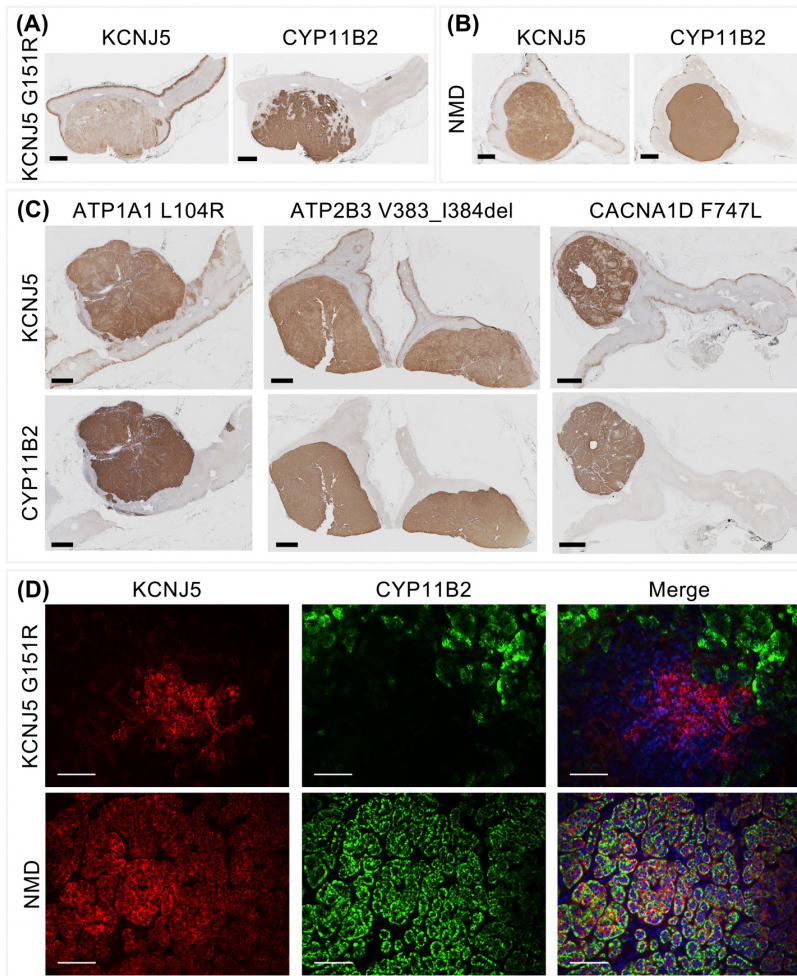 (A)
KCNJ5 CYP11B2
KCNJ5 G151R
(B)
KCNJ5 CYP11B2
NMD
(C)
ATP1A1 L104R ATP2B3 V383_I384del CACNA1D F747L
KCNJ5
CYP11B2
(D)
KCNJ5 CYP11B2 Merge
KCNJ5 G151R
NMD